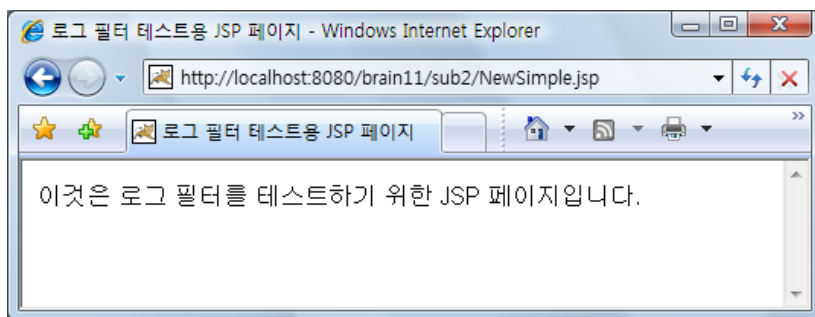 로그 필터 테스트용 JSP 페이지 - Windows Internet Explorer
http://localhost:8080/brain11/sub2/NewSimple.jsp
로그 필터 테스트용 JSP 페이지
이것은 로그 필터를 테스트하기 위한 JSP 페이지입니다.